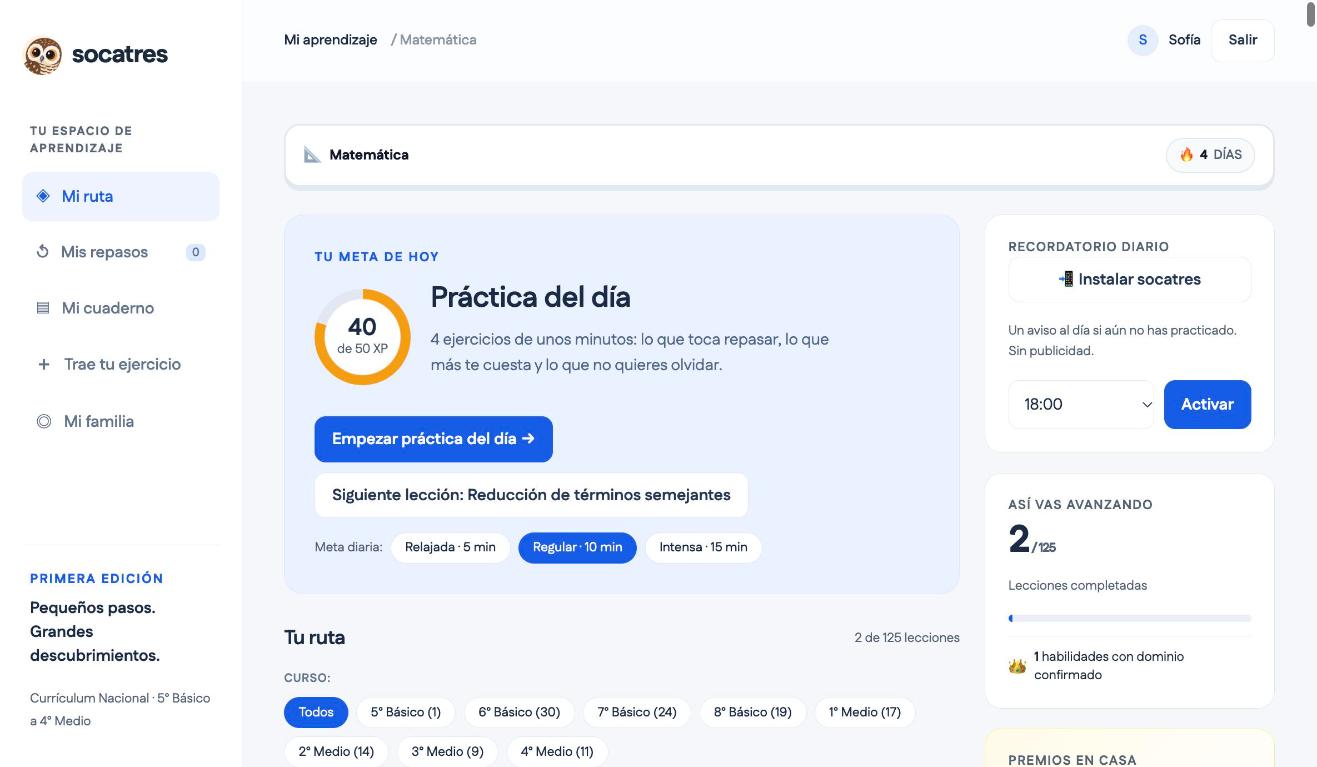 socatres
TU ESPACIO DE
APRENDIZAJE
Mi ruta
Mis repasos 0
Mi cuaderno
Trae tu ejercicio
Mi familia
PRIMERA EDICIÓN
Pequeños pasos.
Grandes
descubrimientos.
Currículum Nacional · 5° Básico
a 4° Medio
Mi aprendizaje / Matemática
S Sofía Salir
Matemática
4 DÍAS
TU META DE HOY
40
de 50 XP
Práctica del día
4 ejercicios de unos minutos: lo que toca repasar, lo que
más te cuesta y lo que no quieres olvidar.
Empezar práctica del día →
Siguiente lección: Reducción de términos semejantes
Meta diaria: Relajada · 5 min Regular · 10 min Intensa · 15 min
Tu ruta 2 de 125 lecciones
CURSO:
Todos 5° Básico (1) 6° Básico (30) 7° Básico (24) 8° Básico (19) 1° Medio (17)
2° Medio (14) 3° Medio (9) 4° Medio (11)
RECORDATORIO DIARIO
Instalar socatres
Un aviso al día si aún no has practicado.
Sin publicidad.
18:00 Activar
ASÍ VAS AVANZANDO
2/125
Lecciones completadas
1 habilidades con dominio
confirmado
PREMIOS EN CASA